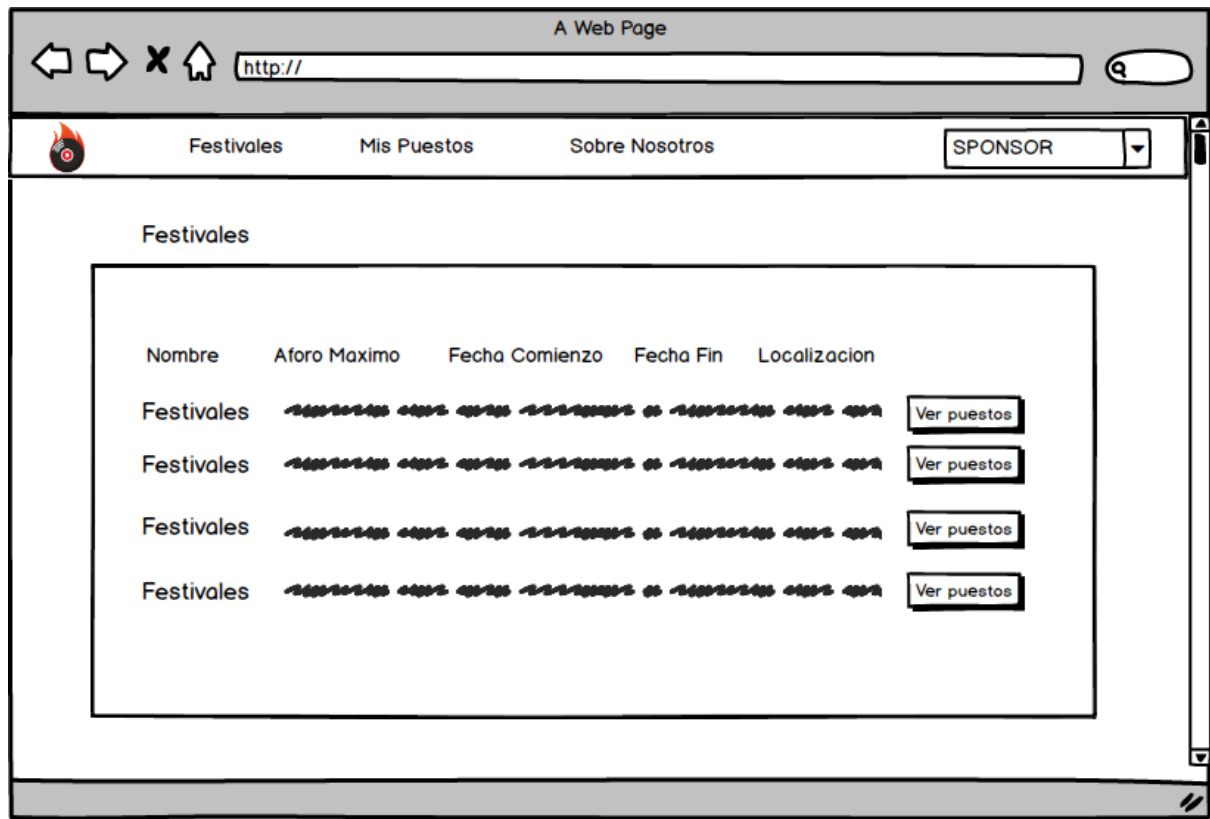 A Web Page
http://
Festivales Mis Puestos Sobre Nosotros SPONSOR
Festivales
Nombre Aforo Maximo Fecha Comienzo Fecha Fin Localizacion
Festivales Ver puestos
Festivales Ver puestos
Festivales Ver puestos
Festivales Ver puestos